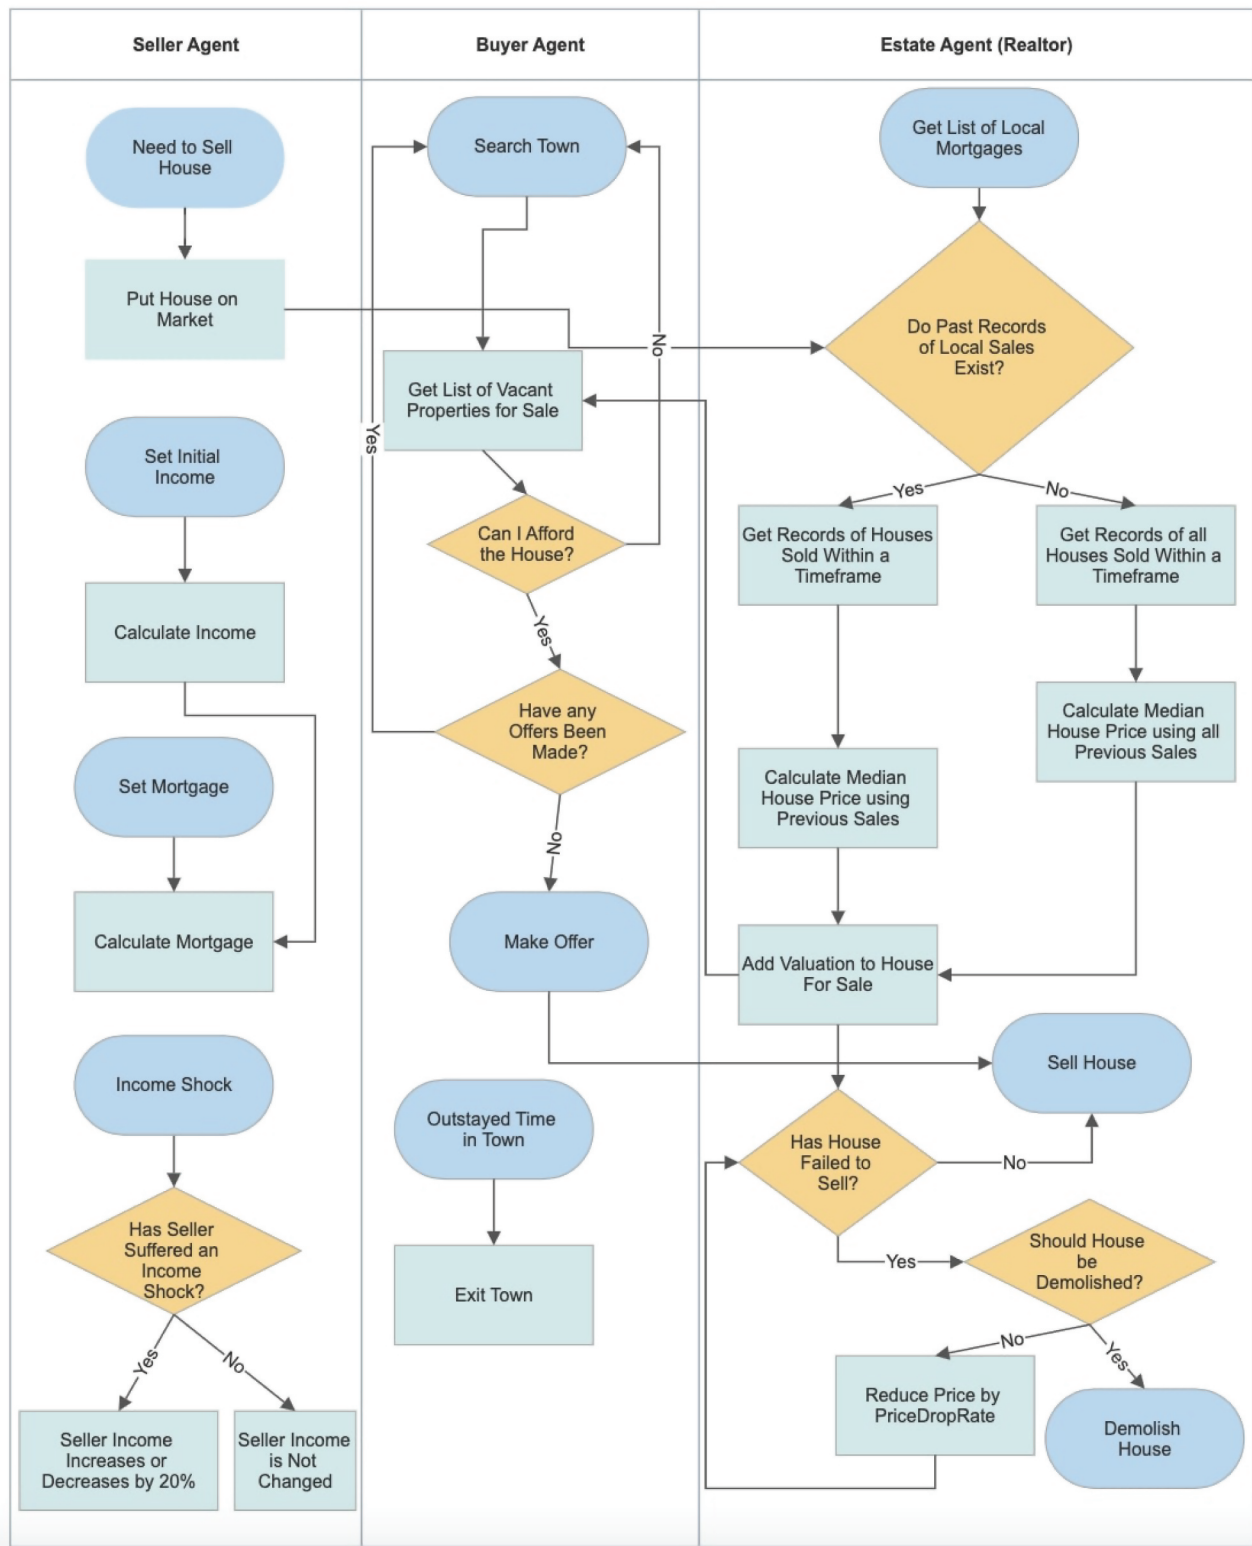 Seller Agent
Buyer Agent
Estate Agent (Realtor)
Need to Sell
House
Put House on
Market
Set Initial
Income
Calculate Income
Set Mortgage
Calculate Mortgage
Income Shock
Has Seller
Suffered an
Income
Shock?
Yes
No
Seller Income
Increases or
Decreases by 20%
Seller Income
is Not
Changed
Search Town
Get List of Vacant
Properties for Sale
No
Yes
Can I Afford
the House?
Yes
Have any
Offers Been
Made?
No
Make Offer
Outstayed Time
in Town
Exit Town
Get List of Local
Mortgages
Do Past Records
of Local Sales
Exist?
Yes
No
Get Records of Houses
Sold Within a
Timeframe
Get Records of all
Houses Sold Within a
Timeframe
Calculate Median
House Price using
Previous Sales
Calculate Median
House Price using all
Previous Sales
Add Valuation to House
For Sale
Sell House
Has House
Failed to
Sell?
No
Yes
Should House
be
Demolished?
No
Yes
Reduce Price by
PriceDropRate
Demolish
House